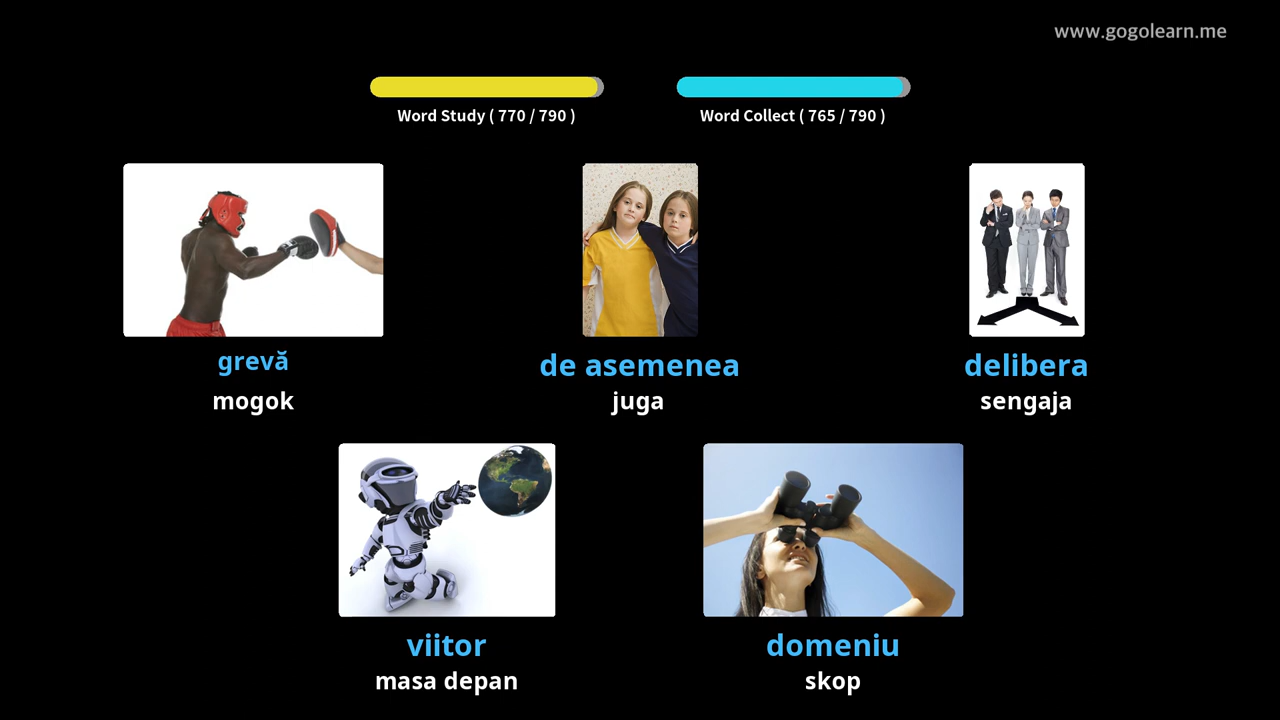 www.gogolearn.me
Word Study ( 770 / 790 )
Word Collect ( 765 / 790 )
grevă
mogok
de asemenea
juga
delibera
sengaja
viitor
masa depan
domeniu
skop